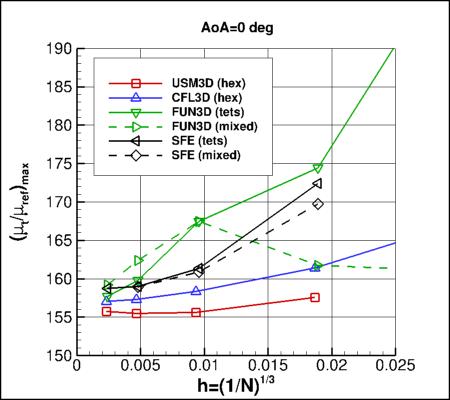 AoA=0 deg
190
185
180
175
170
165
160
155
150
(μt/μref)max
USM3D (hex)
CFL3D (hex)
FUN3D (tets)
FUN3D (mixed)
SFE (tets)
SFE (mixed)
0 0.005 0.01 0.015 0.02 0.025
h=(1/N)^1/3